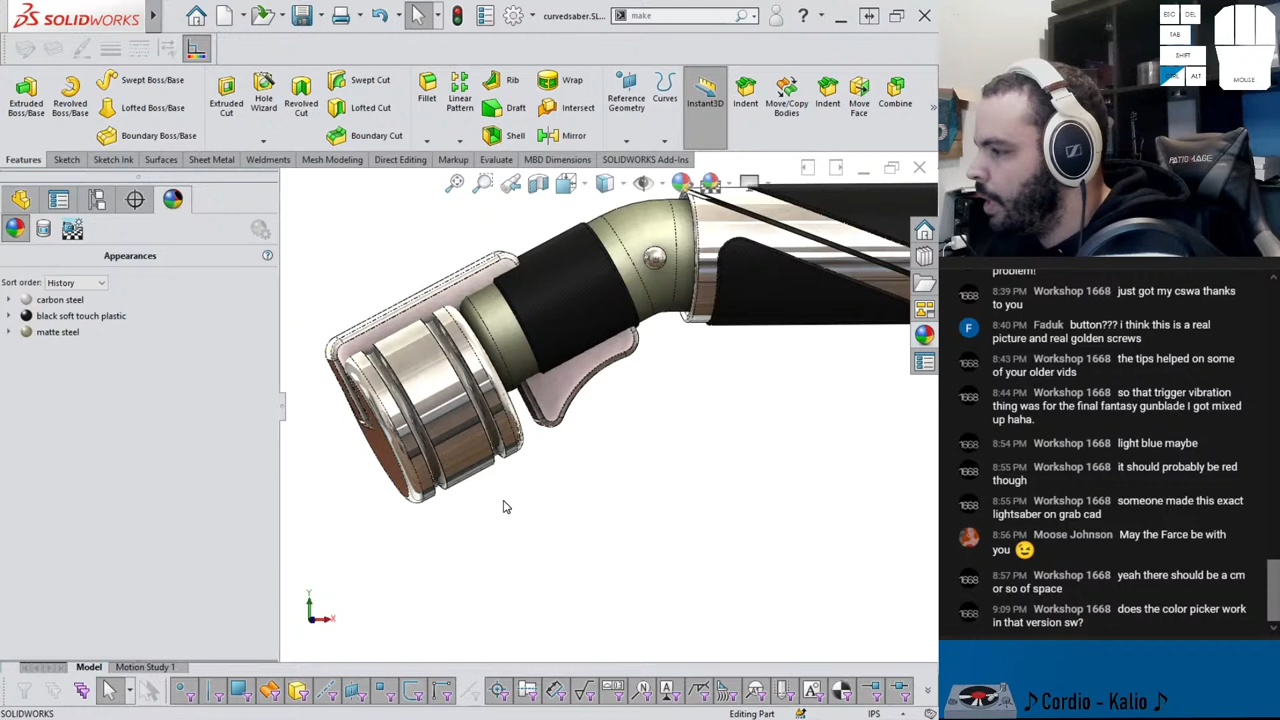 SOLIDWORKS
curvedsaber.SL...
make
ESC
DEL
TAB
SHIFT
CTRL
ALT
MOUSE
Extruded Boss/Base
Revolved Boss/Base
Swept Boss/Base
Lofted Boss/Base
Boundary Boss/Base
Extruded Cut
Hole Wizard
Revolved Cut
Swept Cut
Lofted Cut
Boundary Cut
Fillet
Linear Pattern
Rib
Draft
Shell
Wrap
Intersect
Mirror
Reference Geometry
Curves
Instant3D
Indent
Move/Copy Bodies
Indent
Move Face
Combine
Features
Sketch
Sketch Ink
Surfaces
Sheet Metal
Weldments
Mesh Modeling
Direct Editing
Markup
Evaluate
MBD Dimensions
SOLIDWORKS Add-Ins
Appearances
Sort order:
History
carbon steel
black soft touch plastic
matte steel
Y
X
Model
Motion Study 1
SOLIDWORKS
Editing Part
IPS
problem!
8:39 PM Workshop 1668 just got my cswa thanks
to you
8:40 PM Faduk button??? i think this is a real
picture and real golden screws
8:43 PM Workshop 1668 the tips helped on some
of your older vids
8:44 PM Workshop 1668 so that trigger vibration
thing was for the final fantasy gunblade I got mixed
up haha.
8:54 PM Workshop 1668 light blue maybe
8:55 PM Workshop 1668 it should probably be red
though
8:55 PM Workshop 1668 someone made this exact
lightsaber on grab cad
8:56 PM Moose Johnson May the Farce be with
you 😉
8:57 PM Workshop 1668 yeah there should be a cm
or so of space
9:09 PM Workshop 1668 does the color picker work
in that version sw?
♪ Cordio - Kalio ♪